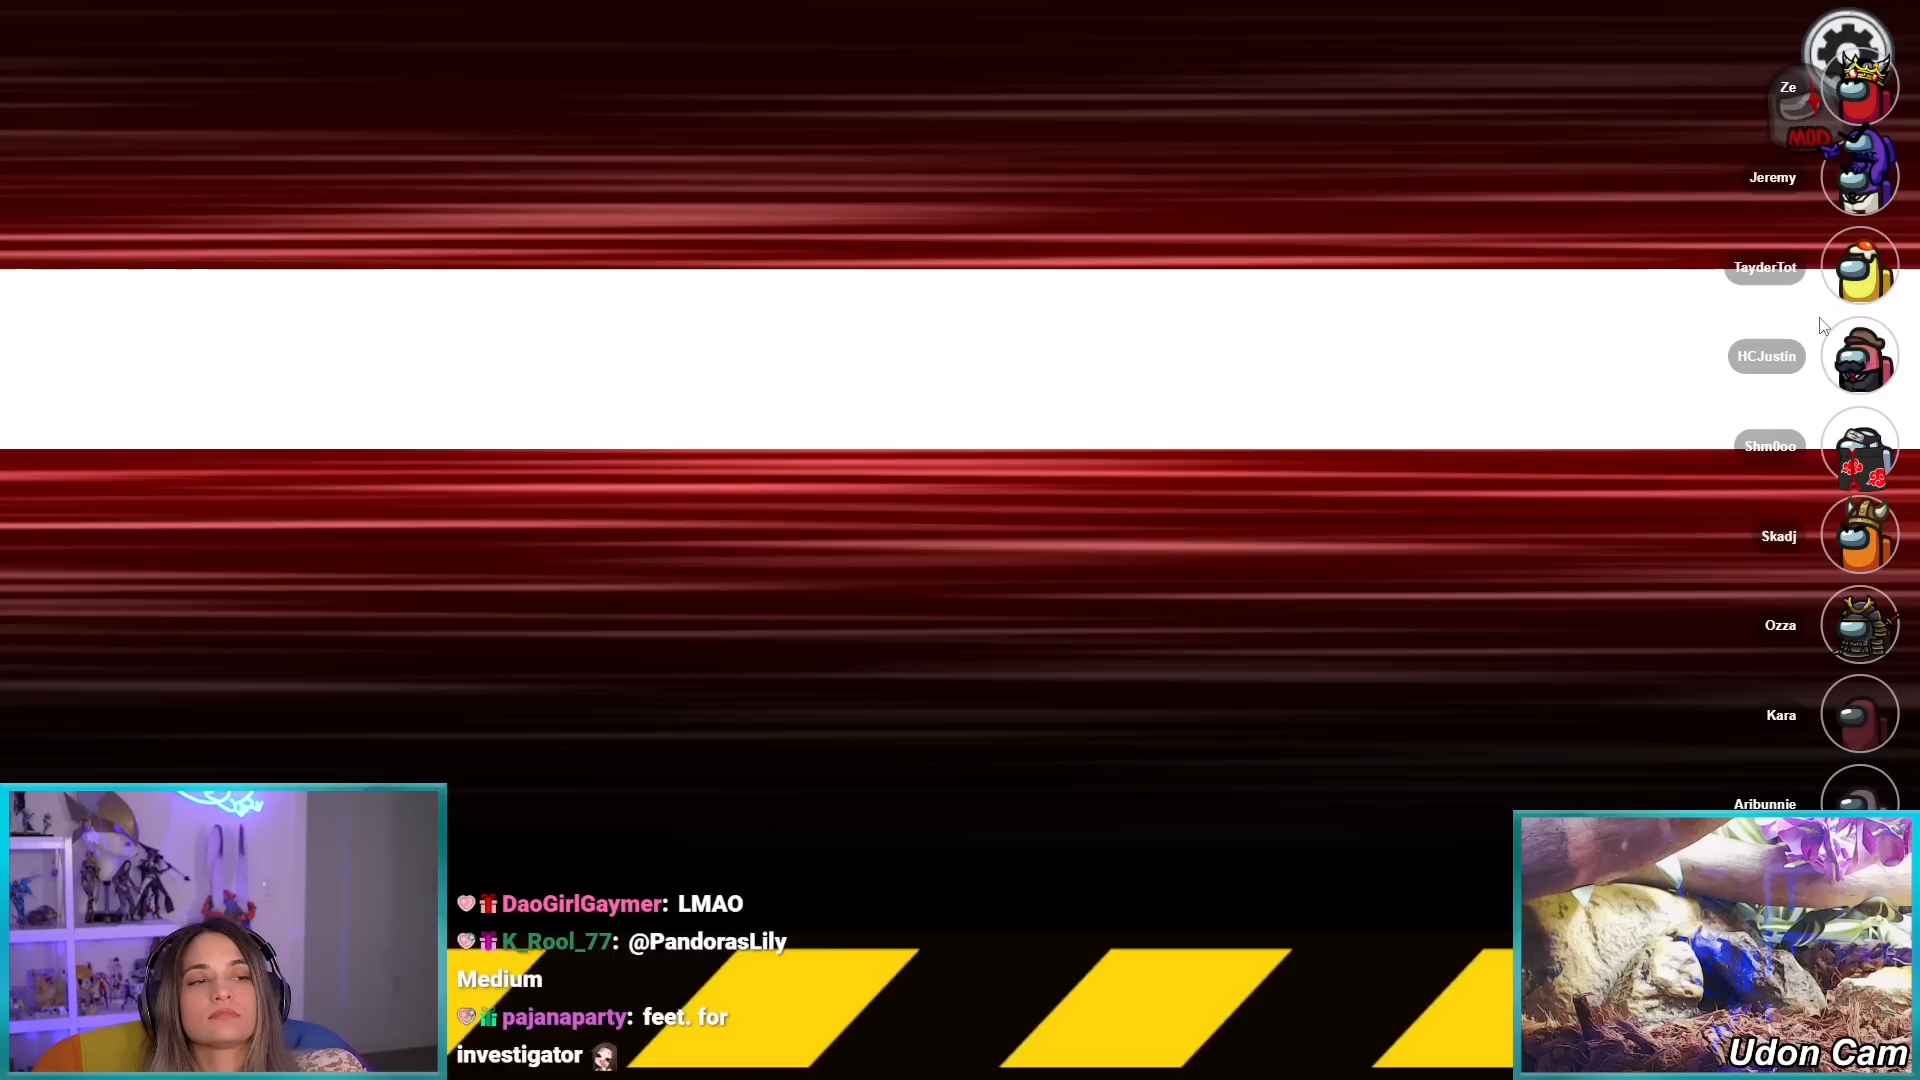 Ze
MOD
Jeremy
TayderTot
HCJustin
Shm0oo
Skadj
Ozza
Kara
Aribunnie
DaoGirlGaymer: LMAO
K_Rool_77: @PandorasLily
Medium
pajanaparty: feet. for
investigator
Udon Cam